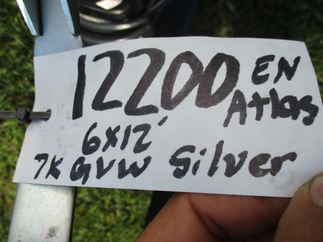 12200 EN
Atlas
6x12'
7K GVW Silver